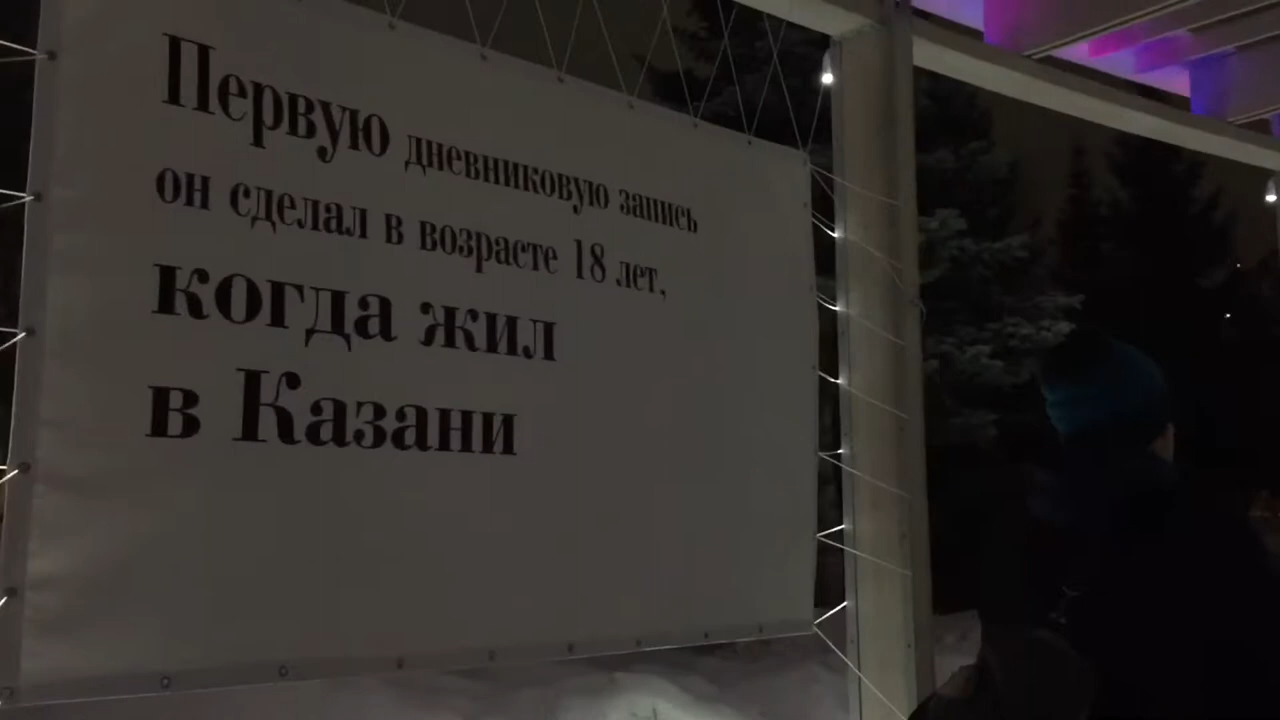 Первую дневниковую запись
он сделал в возрасте 18 лет,
когда жил
в Казани